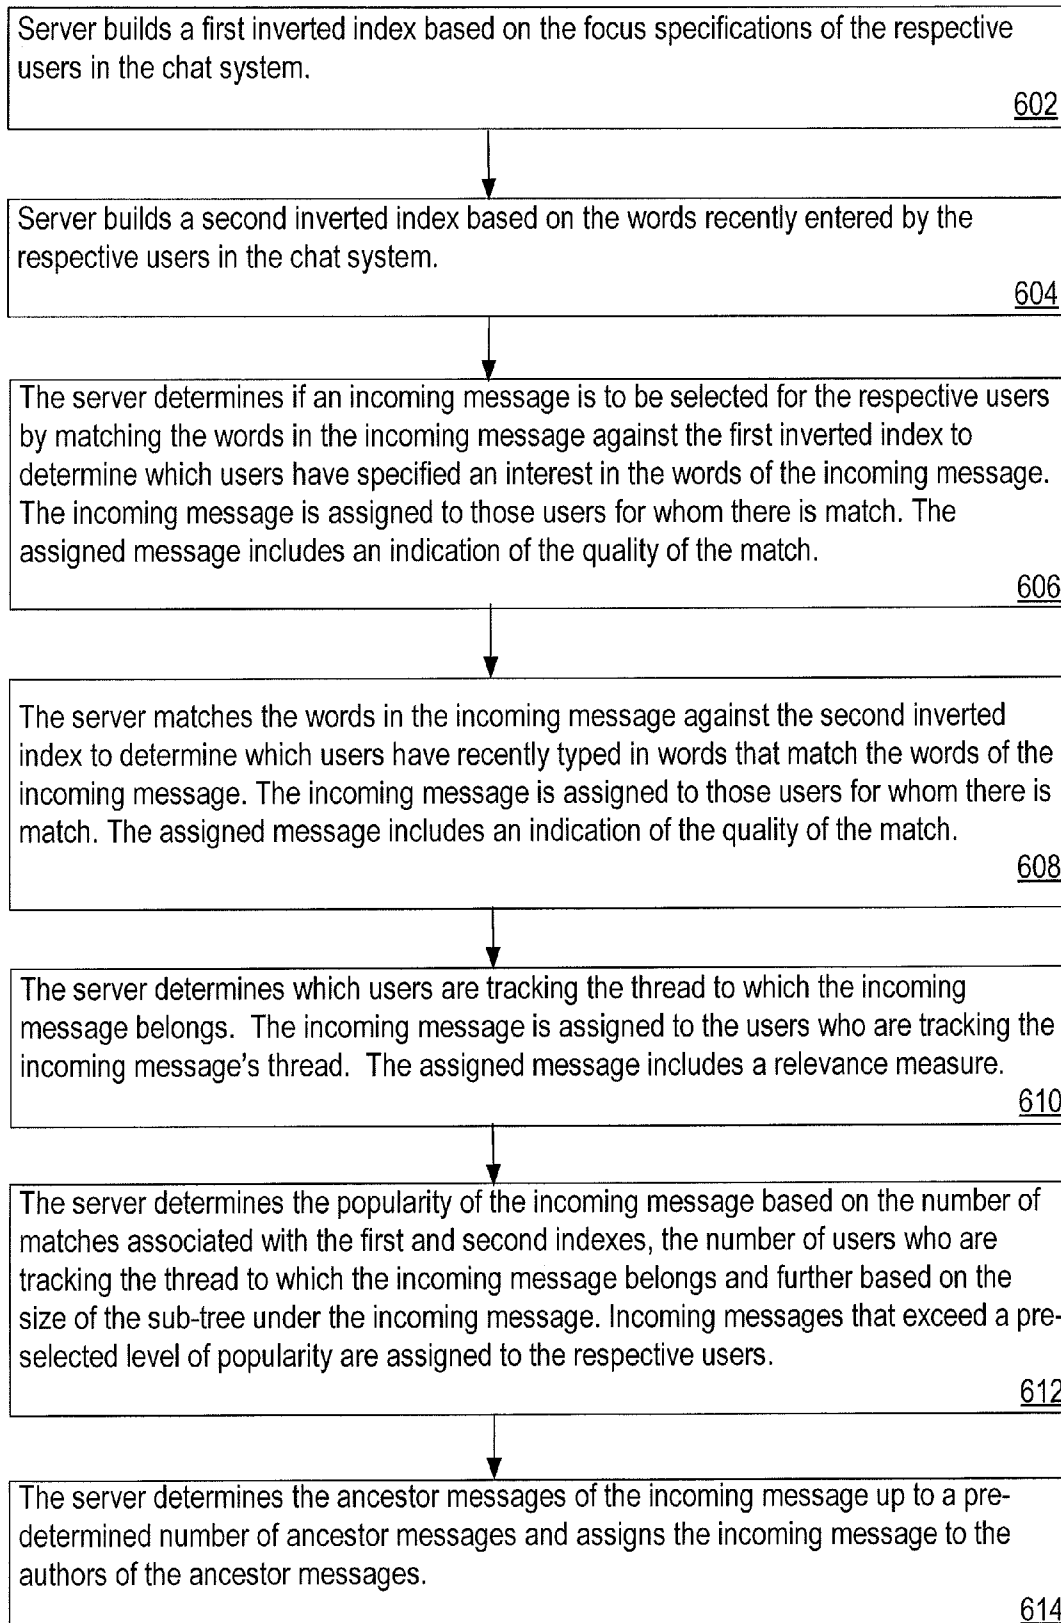 Server builds a first inverted index based on the focus specifications of the respective
users in the chat system.
602
Server builds a second inverted index based on the words recently entered by the
respective users in the chat system.
604
The server determines if an incoming message is to be selected for the respective users
by matching the words in the incoming message against the first inverted index to
determine which users have specified an interest in the words of the incoming message.
The incoming message is assigned to those users for whom there is match. The
assigned message includes an indication of the quality of the match.
606
The server matches the words in the incoming message against the second inverted
index to determine which users have recently typed in words that match the words of the
incoming message. The incoming message is assigned to those users for whom there is
match. The assigned message includes an indication of the quality of the match.
608
The server determines which users are tracking the thread to which the incoming
message belongs. The incoming message is assigned to the users who are tracking the
incoming message's thread. The assigned message includes a relevance measure.
610
The server determines the popularity of the incoming message based on the number of
matches associated with the first and second indexes, the number of users who are
tracking the thread to which the incoming message belongs and further based on the
size of the sub-tree under the incoming message. Incoming messages that exceed a pre-
selected level of popularity are assigned to the respective users.
612
The server determines the ancestor messages of the incoming message up to a pre-
determined number of ancestor messages and assigns the incoming message to the
authors of the ancestor messages.
614